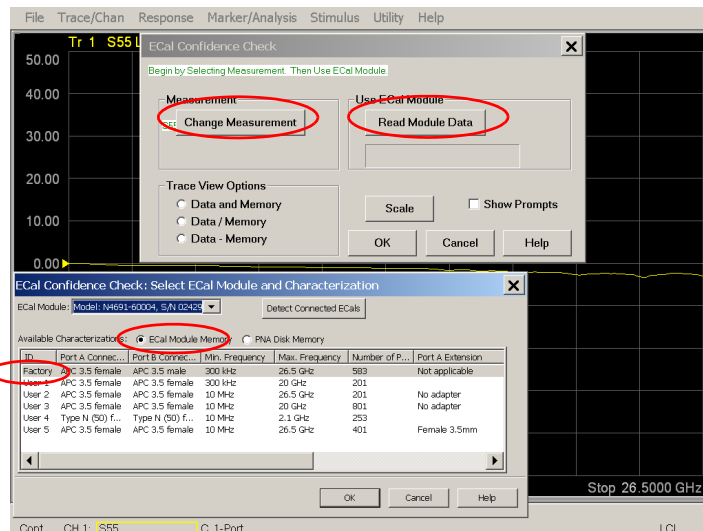 File Trace/Chan Response Marker/Analysis Stimulus Utility Help
Tr 1 S55 L
50.00
40.00
30.00
20.00
10.00
0.00
ECal Confidence Check
Begin by Selecting Measurement. Then Use ECal Module.
Measurement
Change Measurement
Use ECal Module
Read Module Data
Trace View Options
Data and Memory
Data / Memory
Data - Memory
Scale
Show Prompts
OK Cancel Help
ECal Confidence Check: Select ECal Module and Characterization
ECal Module: Model: N4691-60004, S/N 02429 Detect Connected ECals
Available Characterizations: ECal Module Memory PNA Disk Memory
ID Port A Connec... Port B Connec... Min. Frequency Max. Frequency Number of P... Port A Extension
Factory APC 3.5 female APC 3.5 male 300 kHz 26.5 GHz 583 Not applicable
User 1 APC 3.5 female APC 3.5 female 300 kHz 20 GHz 201
User 2 APC 3.5 female APC 3.5 female 10 MHz 26.5 GHz 201 No adapter
User 3 APC 3.5 female APC 3.5 female 10 MHz 20 GHz 801 No adapter
User 4 Type N (50) f... Type N (50) f... 10 MHz 2.1 GHz 253
User 5 APC 3.5 female APC 3.5 female 10 MHz 26.5 GHz 401 Female 3.5mm
OK Cancel Help
Stop 26.5000 GHz
Cont. CH 1: S55 C 1-Port LCL